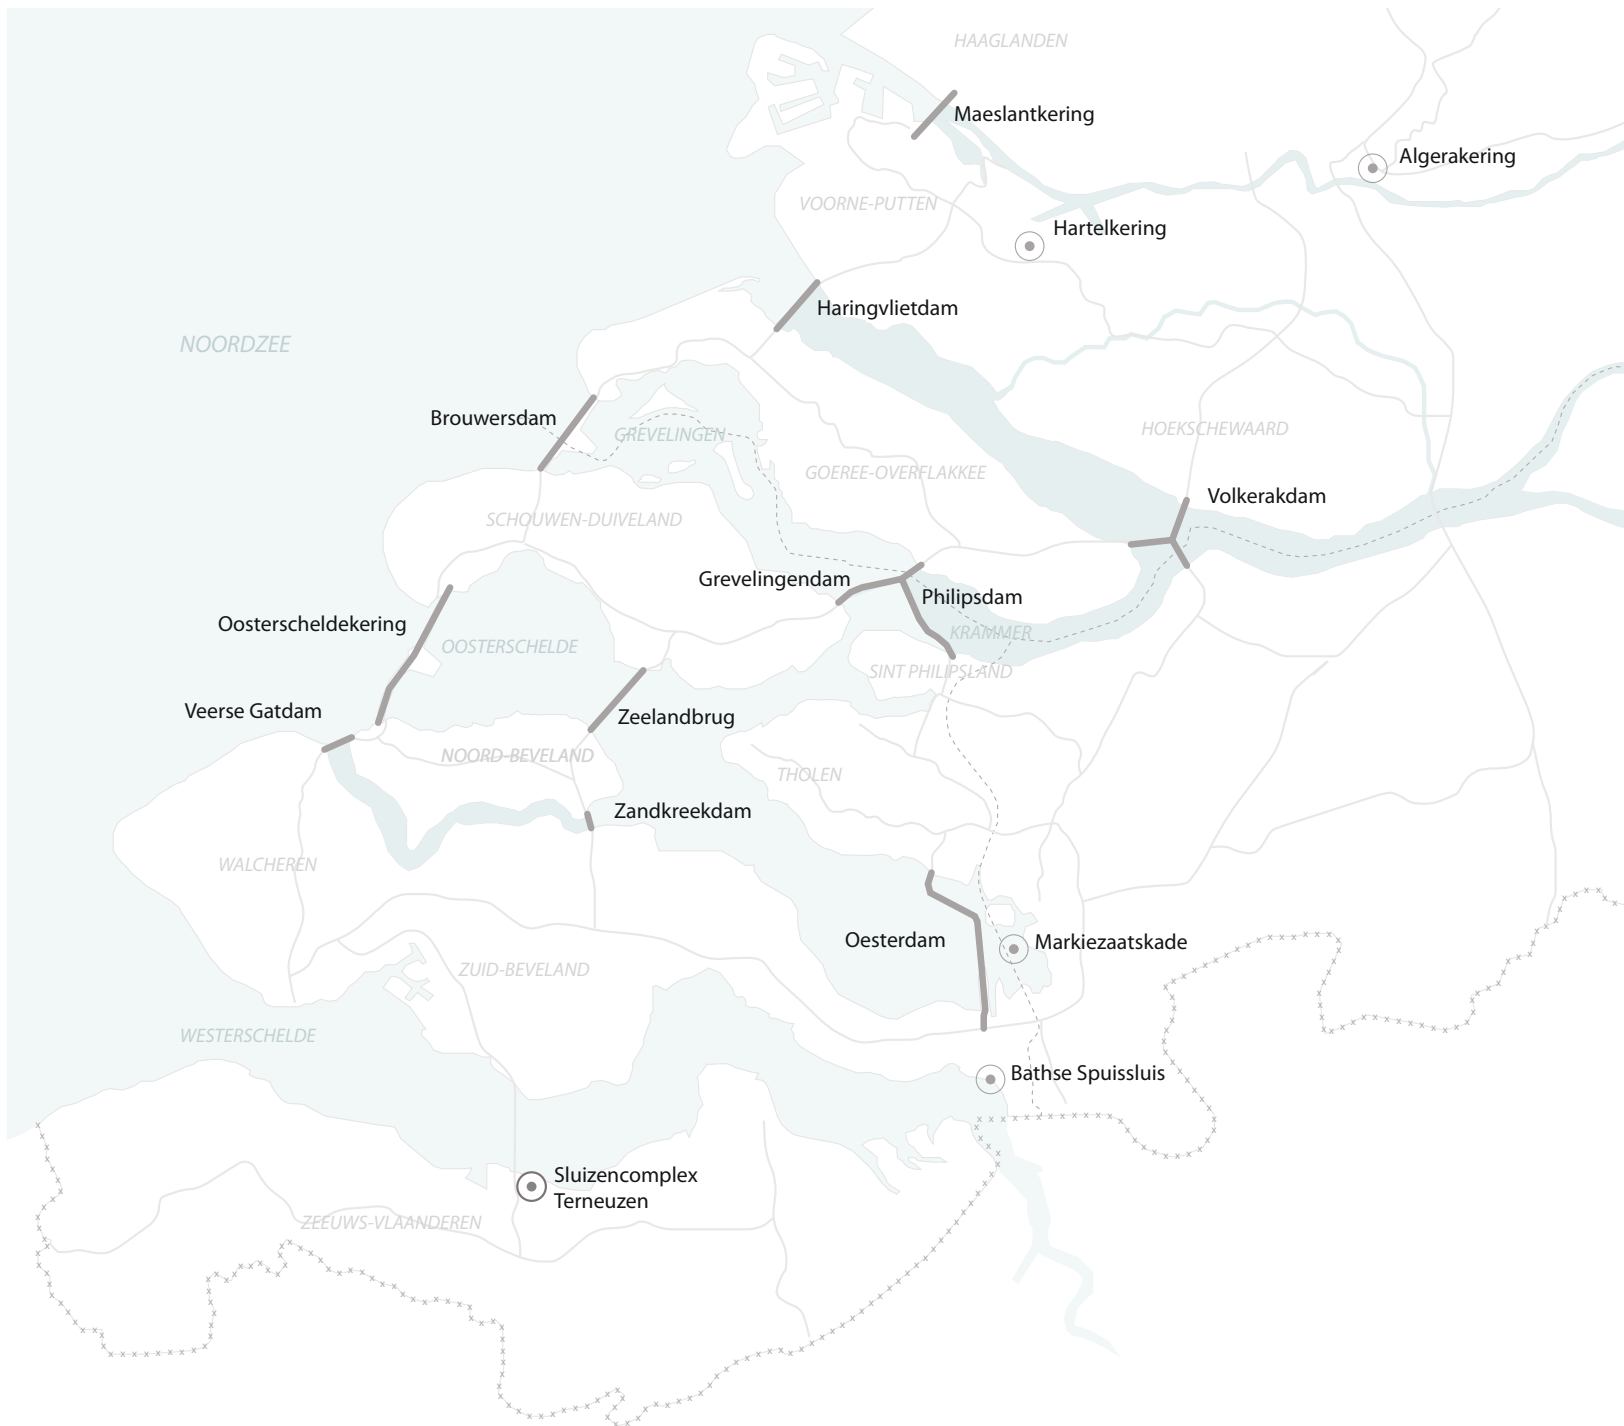 HAAGLANDEN
Maeslantkering
Algerakering
VOORNE-PUTTEN
Hartelkering
Haringvlietdam
NOORDZEE
Brouwersdam
GREVELINGEN
HOEKSCHEWAARD
GOEREE-OVERFLAKKEE
Volkerakdam
SCHOUWEN-DUIVELAND
Grevelingendam
Philipsdam
Oosterscheldekering
KRAMMER
OOSTERSCHELDE
SINT PHILIPSLAND
Veerse Gatdam
Zeelandbrug
NOORD-BEVELAND
THOLEN
Zandkreekdam
WALCHEREN
Oesterdam
Markiezaatskade
ZUID-BEVELAND
WESTERSCHELDE
Bathse Spuissluis
Sluizencomplex
Terneuzen
ZEEUWS-VLAANDEREN